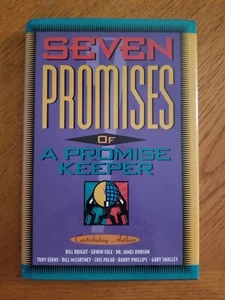 SEVEN
PROMISES
OF
A PROMISE
KEEPER
Contributing Authors
BILL BRIGHT · EDWIN COLE · DR. JAMES DOBSON
TONY EVANS · BILL MCCARTNEY · LUIS PALAU · RANDY PHILLIPS · GARY SMALLEY